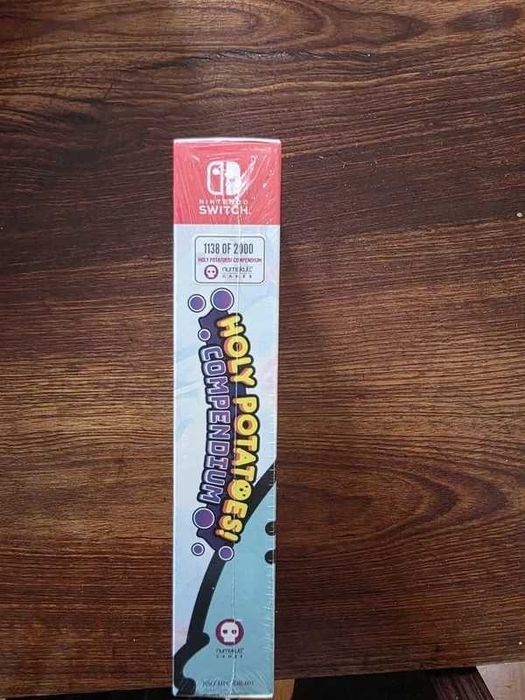 NINTENDO
SWITCH.
1138 OF 2000
HOLY POTATOES! COMPENDIUM
numskull
GAMES
HOLY POTATOES!
COMPENDIUM
numskull
GAMES